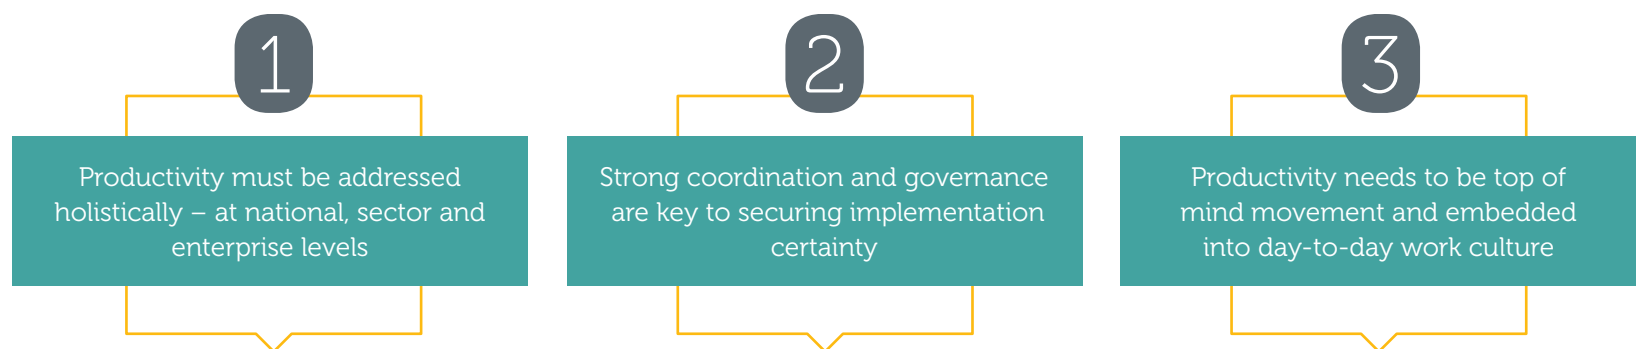 1
Productivity must be addressed
holistically – at national, sector and
enterprise levels
2
Strong coordination and governance
are key to securing implementation
certainty
3
Productivity needs to be top of
mind movement and embedded
into day-to-day work culture